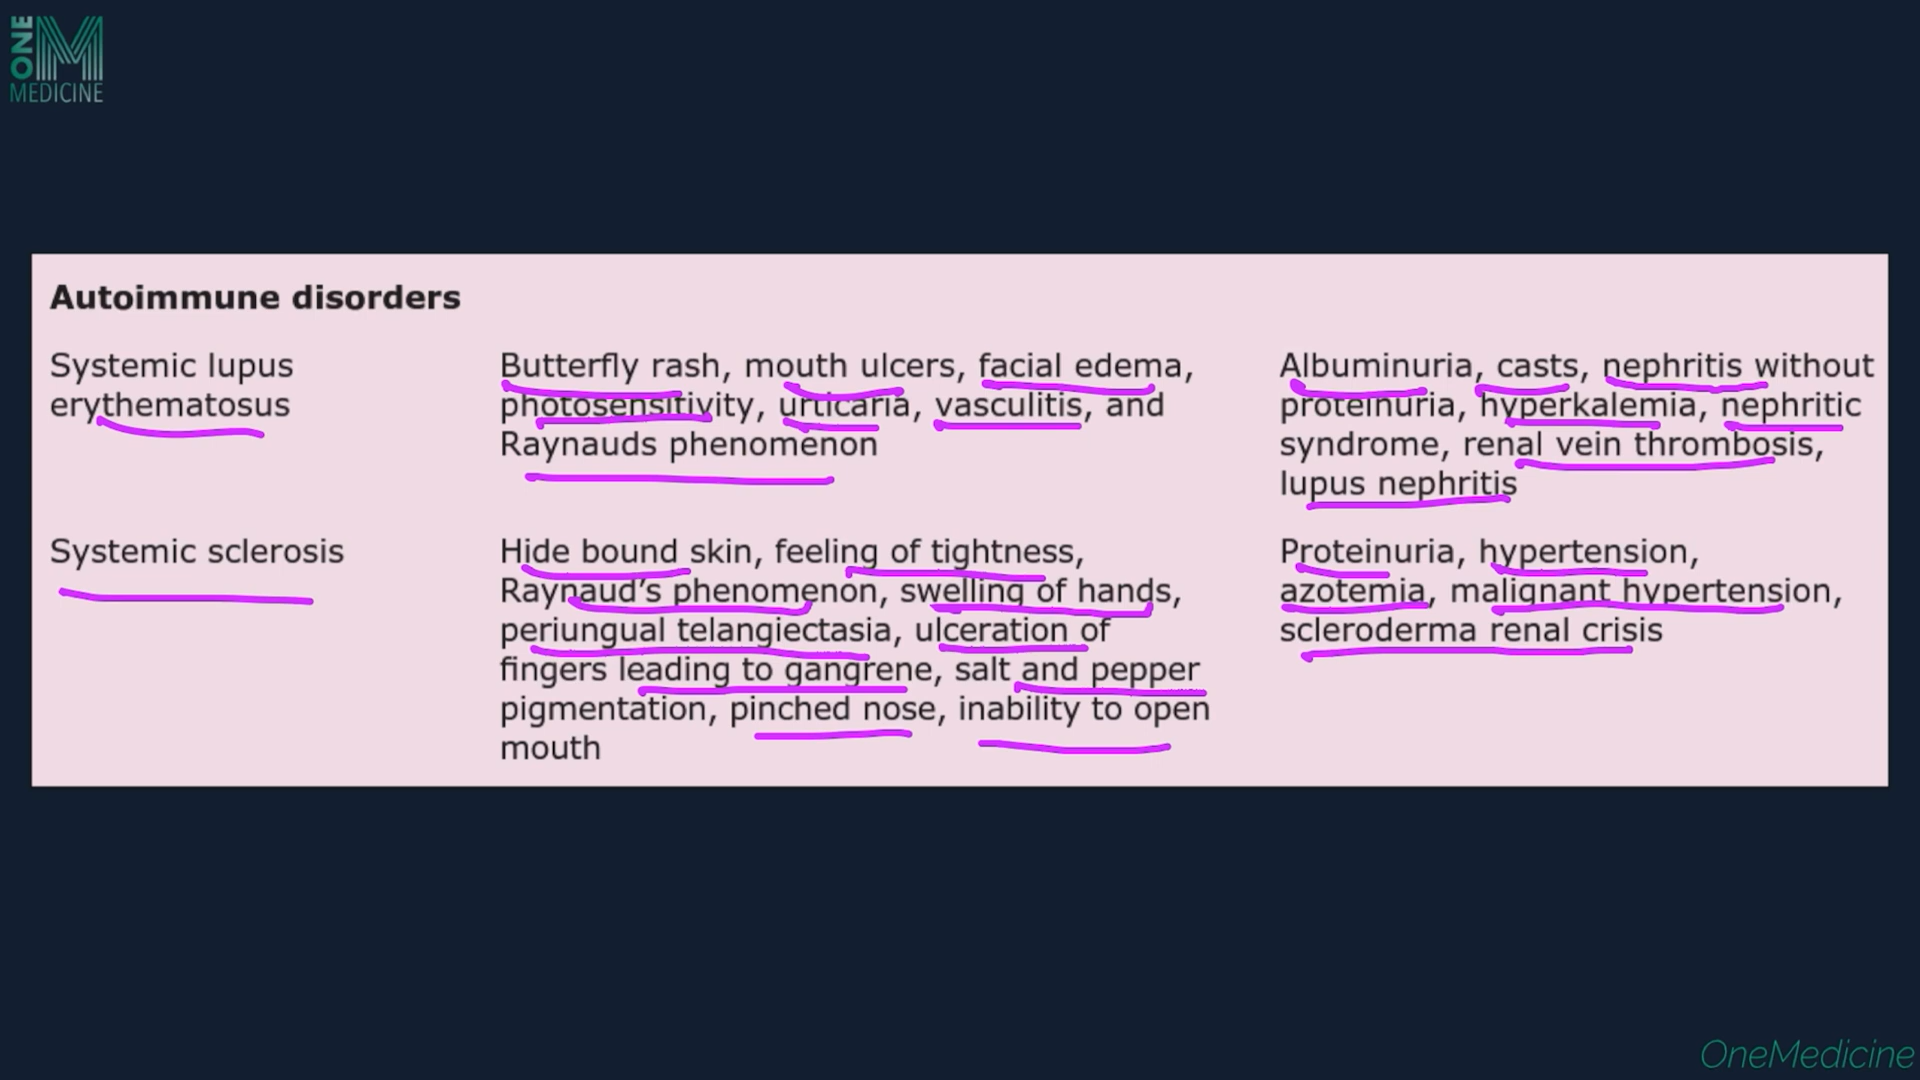 ONE
M
MEDICINE
Autoimmune disorders
Systemic lupus
erythematosus
Butterfly rash, mouth ulcers, facial edema,
photosensitivity, urticaria, vasculitis, and
Raynauds phenomenon
Albuminuria, casts, nephritis without
proteinuria, hyperkalemia, nephritic
syndrome, renal vein thrombosis,
lupus nephritis
Systemic sclerosis
Hide bound skin, feeling of tightness,
Raynaud’s phenomenon, swelling of hands,
periungual telangiectasia, ulceration of
fingers leading to gangrene, salt and pepper
pigmentation, pinched nose, inability to open
mouth
Proteinuria, hypertension,
azotemia, malignant hypertension,
scleroderma renal crisis
OneMedicine